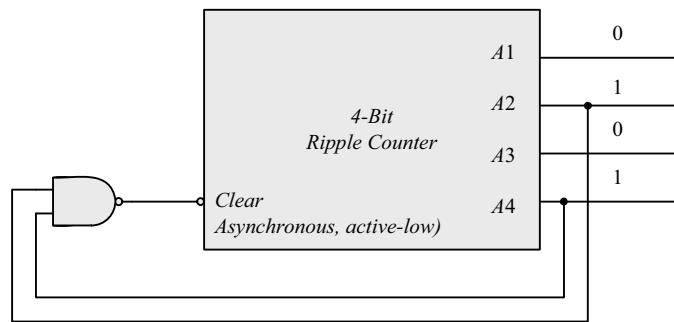 0
A1
1
A2
4-Bit
Ripple Counter
0
A3
1
A4
Clear
Asynchronous, active-low)